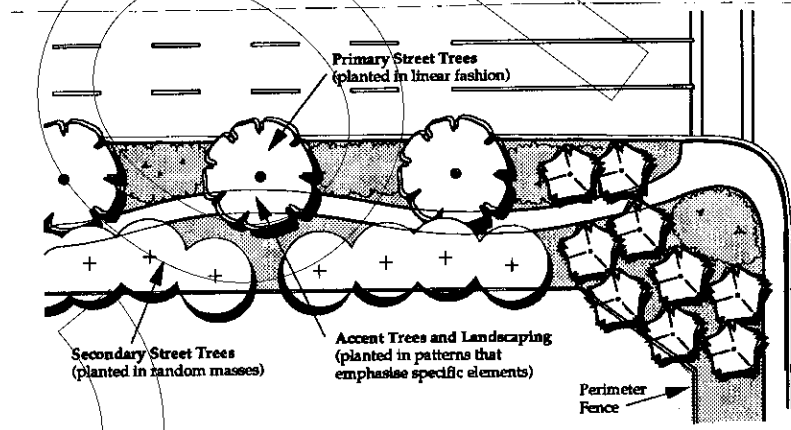 Primary Street Trees
(planted in linear fashion)
Secondary Street Trees
(planted in random masses)
Accent Trees and Landscaping
(planted in patterns that
emphasise specific elements)
Perimeter
Fence